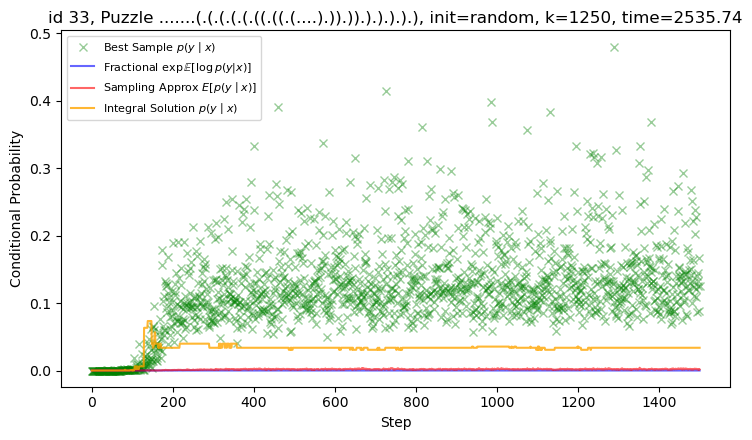 id 33, Puzzle .......(.(.(.(.(.((.((.(....).)).)).).).).).).), init=random, k=1250, time=2535.74
Best Sample p(y | x)
Fractional exp𝔼[log p(y|x)]
Sampling Approx E[p(y | x)]
Integral Solution p(y | x)
Conditional Probability
0.5
0.4
0.3
0.2
0.1
0.0
0 200 400 600 800 1000 1200 1400
Step